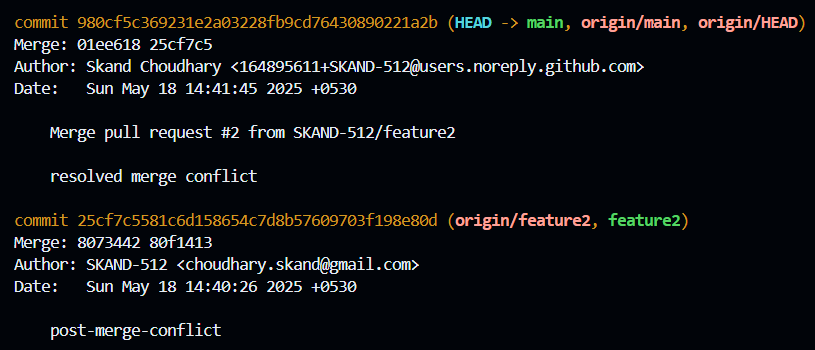 commit 980cf5c369231e2a03228fb9cd76430890221a2b (HEAD -> main, origin/main, origin/HEAD)
Merge: 01ee618 25cf7c5
Author: Skand Choudhary <164895611+SKAND-512@users.noreply.github.com>
Date:   Sun May 18 14:41:45 2025 +0530
Merge pull request #2 from SKAND-512/feature2
resolved merge conflict
commit 25cf7c5581c6d158654c7d8b57609703f198e80d (origin/feature2, feature2)
Merge: 8073442 80f1413
Author: SKAND-512 <choudhary.skand@gmail.com>
Date:   Sun May 18 14:40:26 2025 +0530
post-merge-conflict